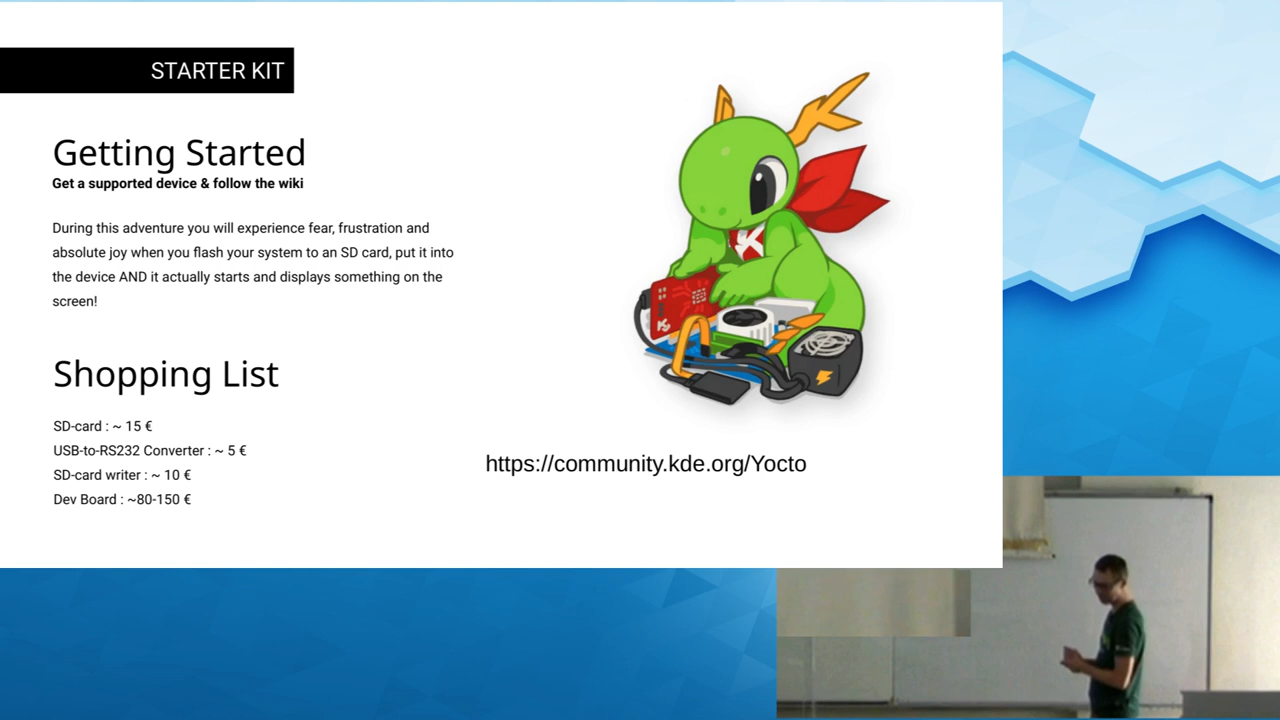 STARTER KIT
Getting Started
Get a supported device & follow the wiki
During this adventure you will experience fear, frustration and
absolute joy when you flash your system to an SD card, put it into
the device AND it actually starts and displays something on the
screen!
Shopping List
SD-card : ~ 15 €
USB-to-RS232 Converter : ~ 5 €
SD-card writer : ~ 10 €
Dev Board : ~80-150 €
K
K
https://community.kde.org/Yocto